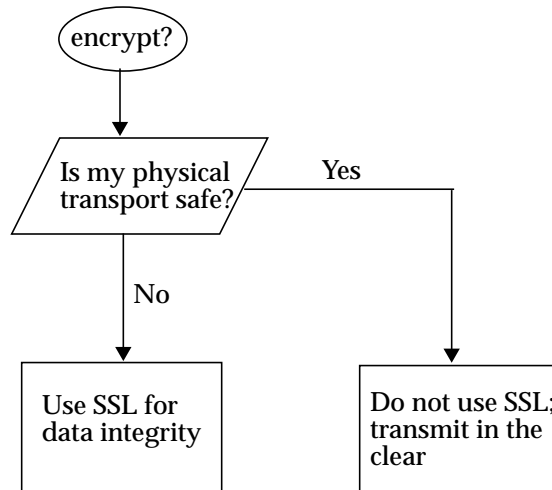 encrypt?
Is my physical
transport safe?
Yes
No
Use SSL for
data integrity
Do not use SSL;
transmit in the
clear